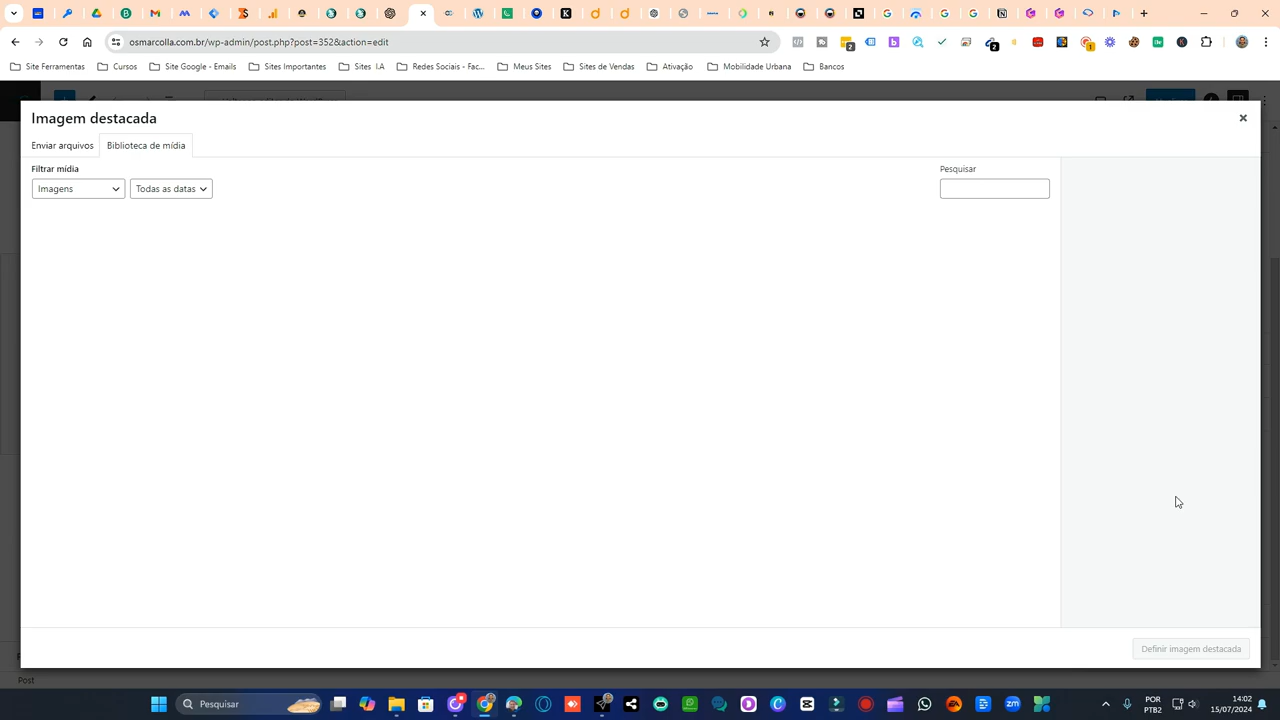 osmarcolla.com.br/wp-admin/post.php?post=352&action=edit
Site Ferramentas Cursos Site Google - Emails Sites Importantes Sites I.A Redes Sociais - Fac... Meus Sites Sites de Vendas Ativação Mobilidade Urbana Bancos
Imagem destacada
Enviar arquivos Biblioteca de mídia
Filtrar mídia Pesquisar
Imagens Todas as datas
Definir imagem destacada
Post
Pesquisar
POR 14:02
PTB2 15/07/2024